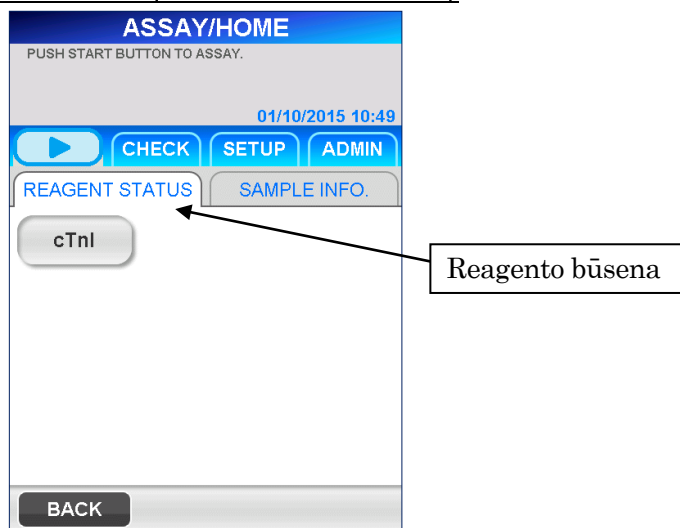 ASSAY/HOME
PUSH START BUTTON TO ASSAY.
01/10/2015 10:49
CHECK SETUP ADMIN
REAGENT STATUS SAMPLE INFO.
cTnI
Reagento būsena
BACK